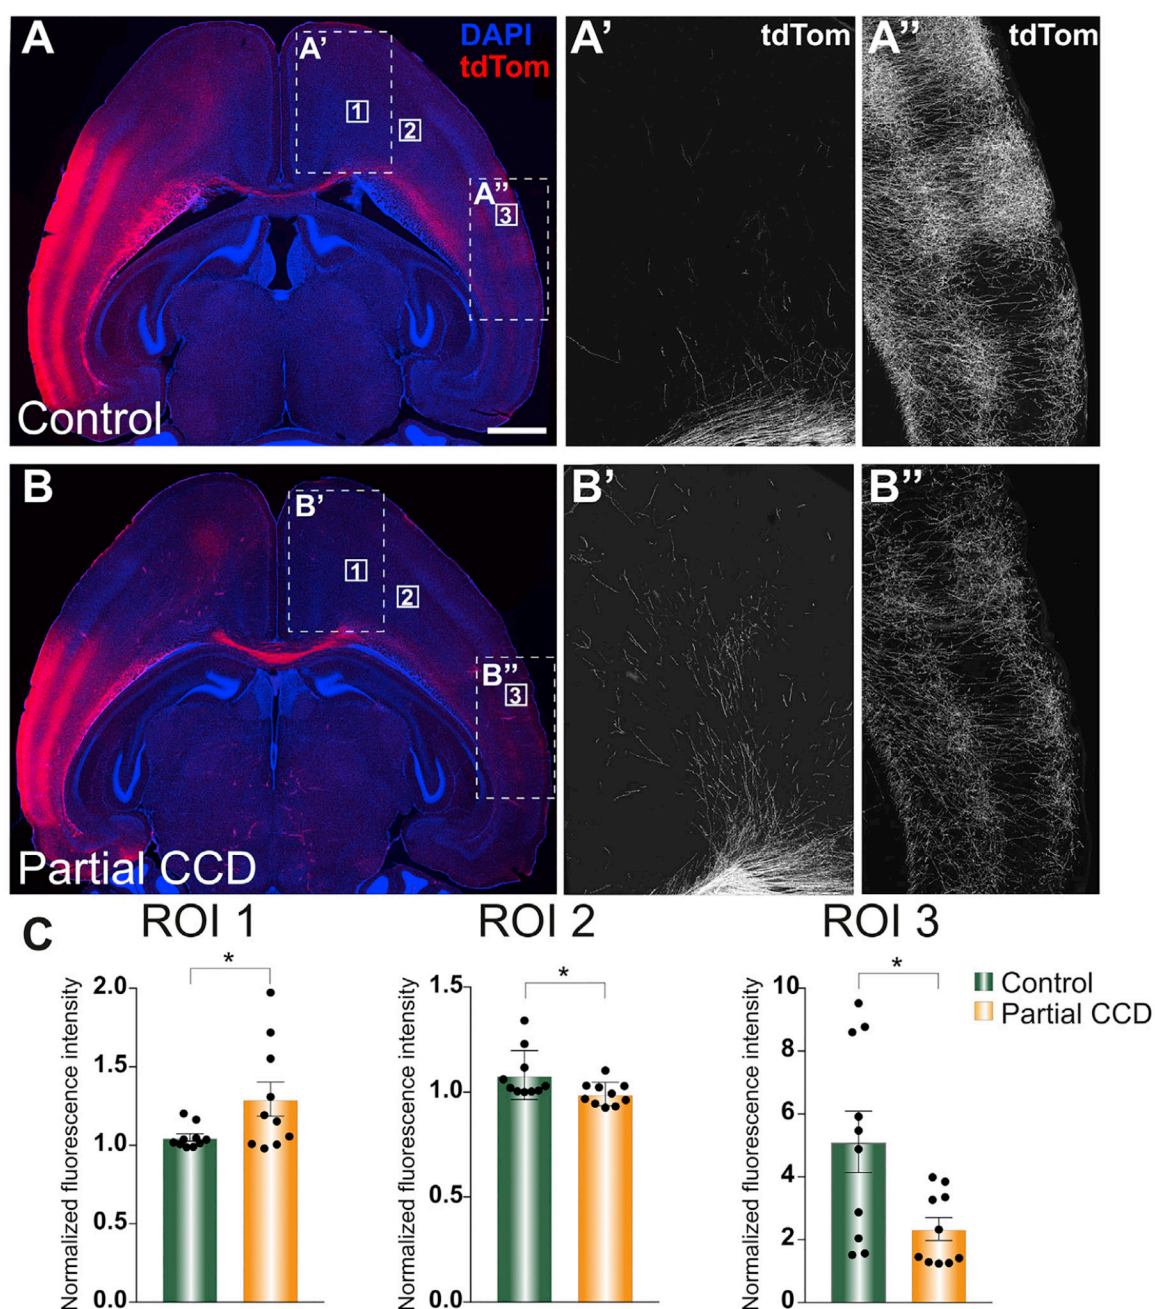 A
DAPI
tdTom
A'
1
2
A''
3
Control
A'
tdTom
A''
tdTom
B
B'
1
2
B''
3
Partial CCD
B'
B''
C
ROI 1
ROI 2
ROI 3
Normalized fluorescence intensity
2.0
1.5
1.0
0.5
0.0
*
Normalized fluorescence intensity
1.5
1.0
0.5
0.0
*
Normalized fluorescence intensity
10
8
6
4
2
0
*
Control
Partial CCD